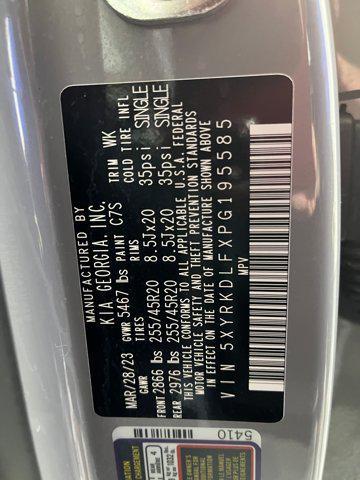 MANUFACTURED BY
KIA GEORGIA, INC.
MAR/28/23 GVWR 5467 lbs PAINT C7S TRIM WK
GAWR TIRES RIMS COLD TIRE INFL
FRONT 2866 lbs 255/45R20 8.5Jx20 35psi SINGLE
REAR 2976 lbs 255/45R20 8.5Jx20 35psi SINGLE
THIS VEHICLE CONFORMS TO ALL APPLICABLE U.S.A. FEDERAL
MOTOR VEHICLE SAFETY AND THEFT PREVENTION STANDARDS
IN EFFECT ON THE DATE OF MANUFACTURE SHOWN ABOVE
VIN 5XYRKDLFXPG195585
MPV
5410